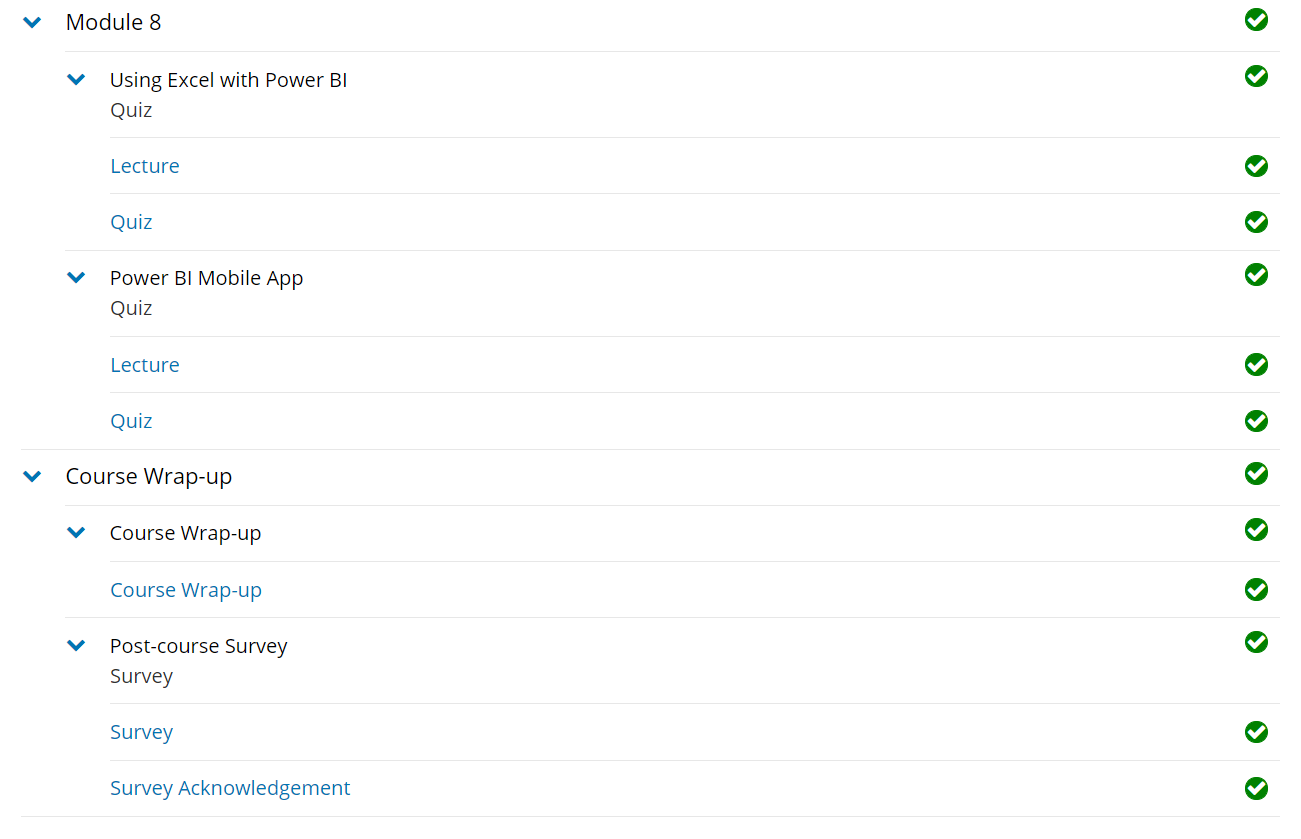 Module 8
Using Excel with Power BI
Quiz
Lecture
Quiz
Power BI Mobile App
Quiz
Lecture
Quiz
Course Wrap-up
Course Wrap-up
Course Wrap-up
Post-course Survey
Survey
Survey
Survey Acknowledgement